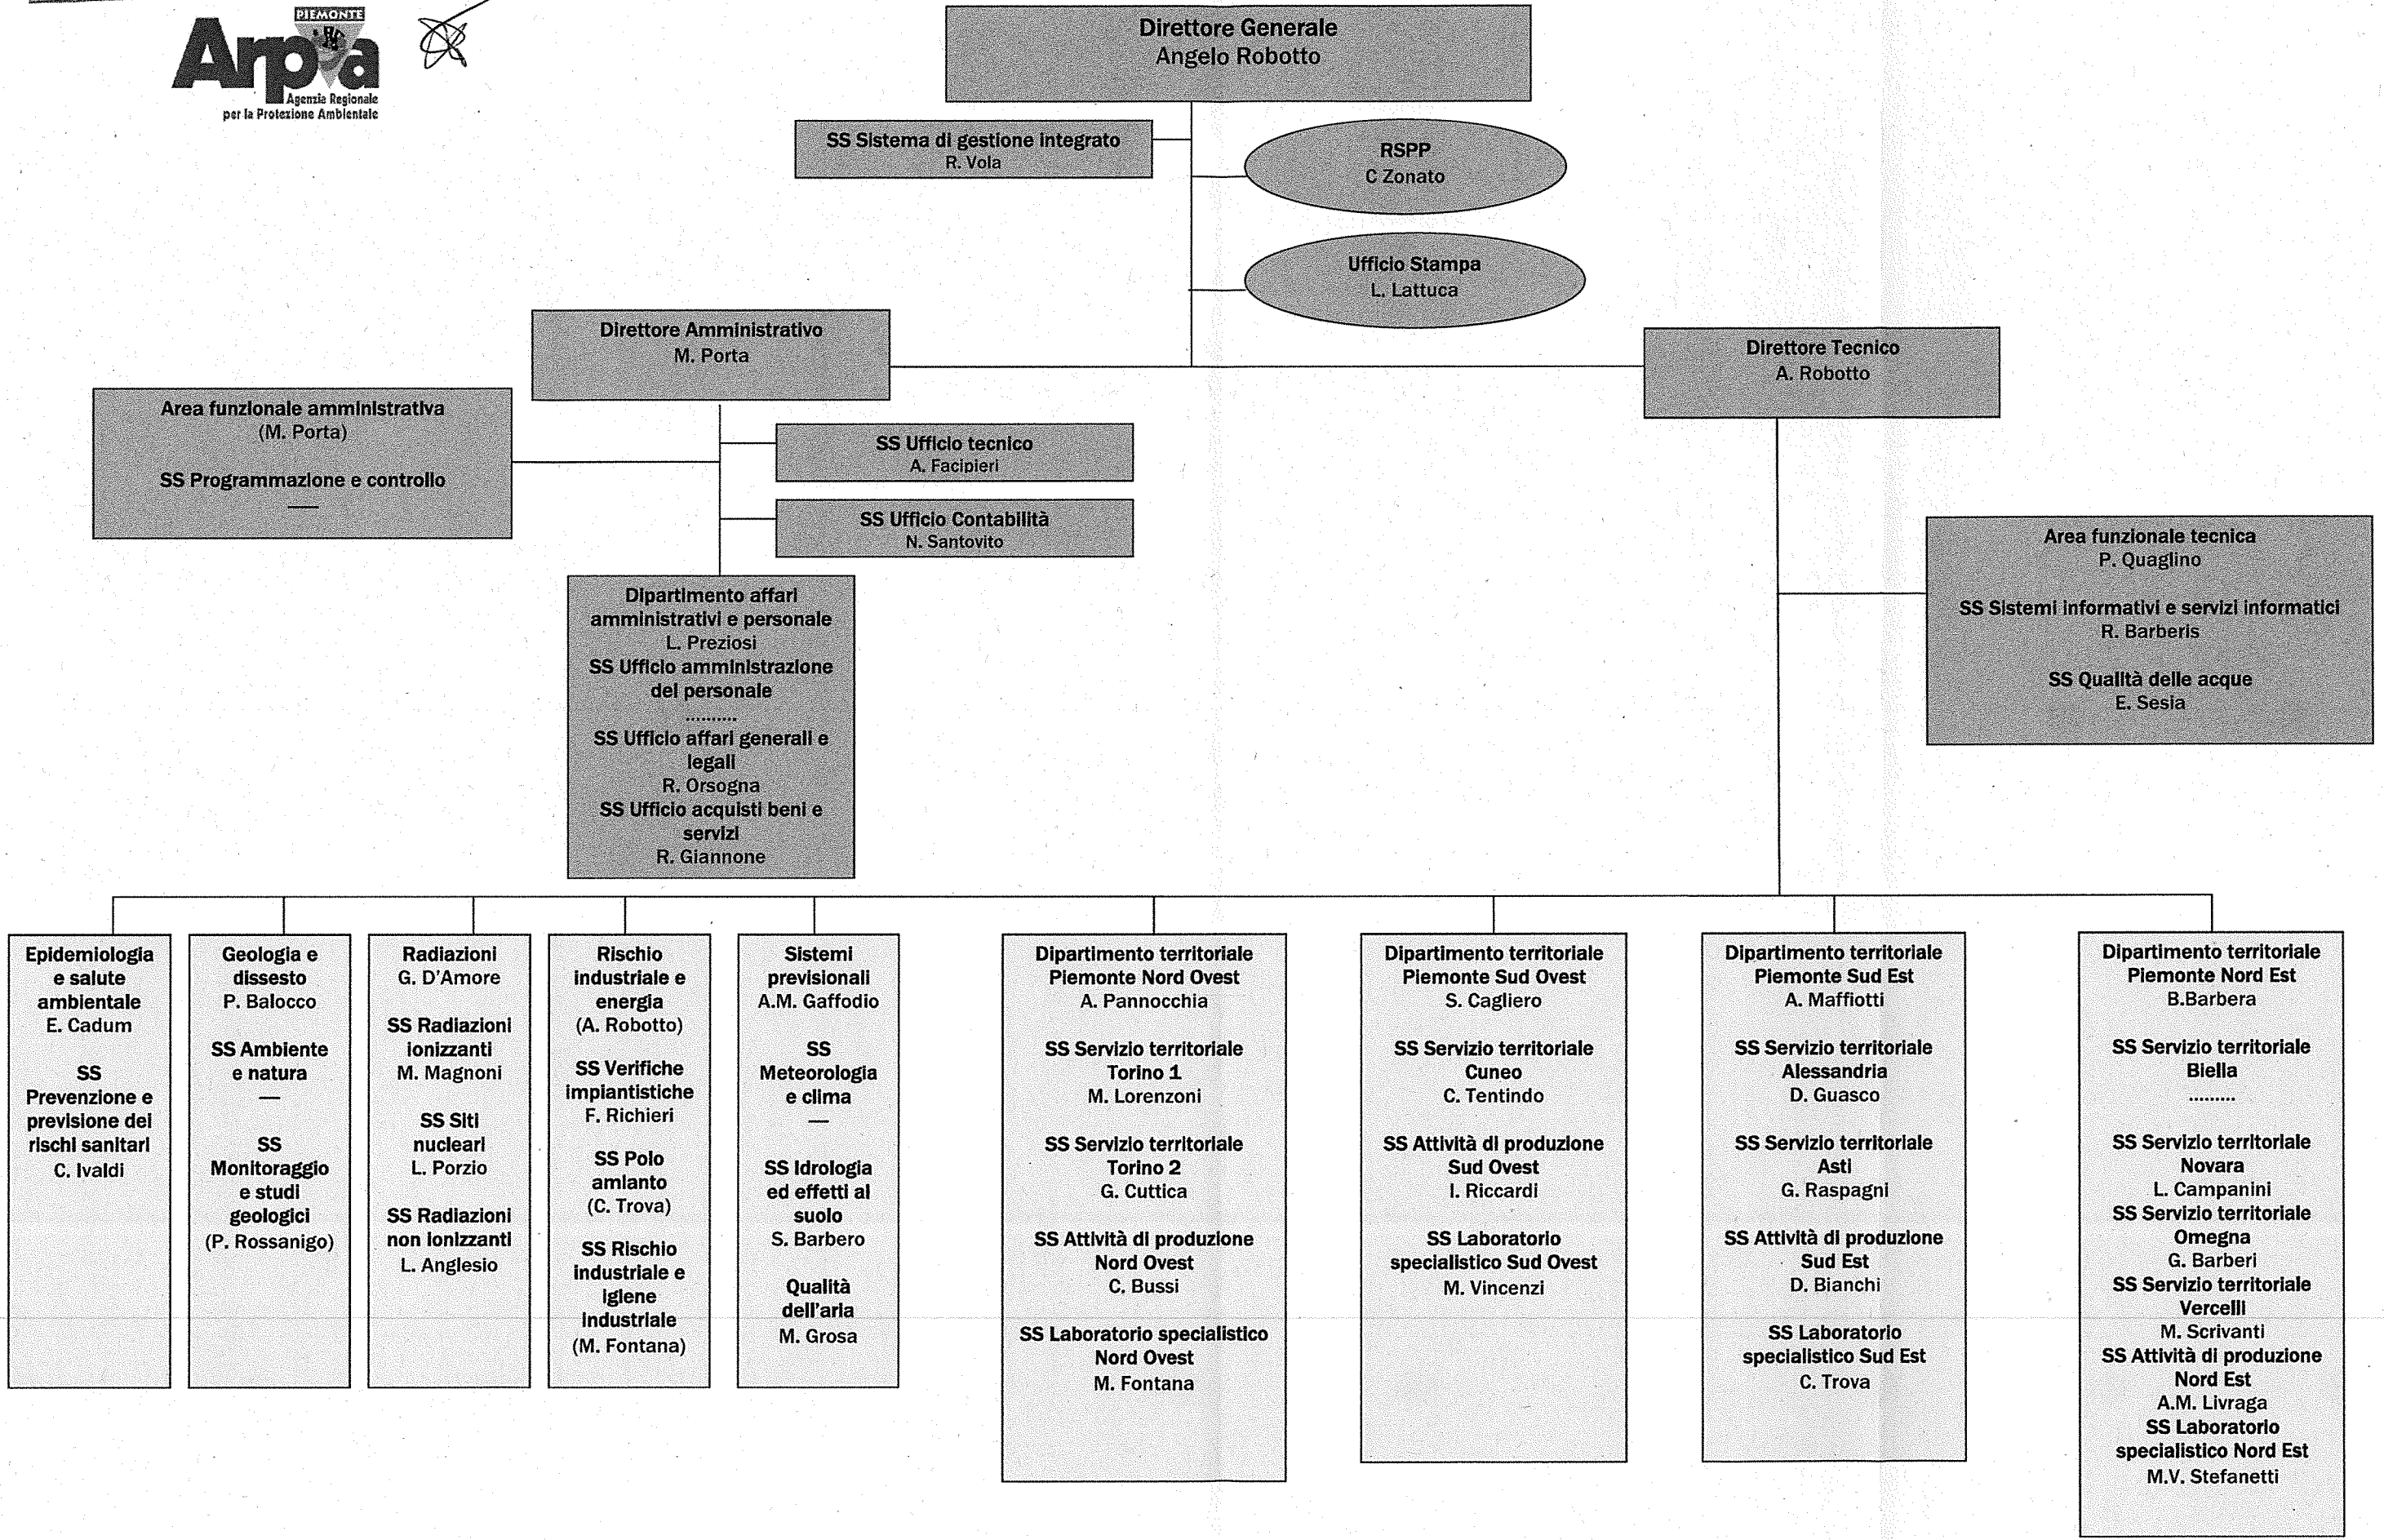 PIEMONTE
Arpa
Agenzia Regionale
per la Protezione Ambientale
Direttore Generale
Angelo Robotto
SS Sistema di gestione integrato
R. Vola
RSPP
C Zonato
Ufficio Stampa
L. Lattuca
Direttore Amministrativo
M. Porta
Direttore Tecnico
A. Robotto
Area funzionale amministrativa
(M. Porta)
SS Programmazione e controllo
—
SS Ufficio tecnico
A. Facipieri
SS Ufficio Contabilità
N. Santovito
Area funzionale tecnica
P. Quaglino
SS Sistemi informativi e servizi informatici
R. Barberis
SS Qualità delle acque
E. Sesia
Dipartimento affari
amministrativi e personale
L. Preziosi
SS Ufficio amministrazione
del personale
..........
SS Ufficio affari generali e
legali
R. Orsogna
SS Ufficio acquisti beni e
servizi
R. Giannone
Epidemiologia
e salute
ambientale
E. Cadum
SS
Prevenzione e
previsione dei
rischi sanitari
C. Ivaldi
Geologia e
dissesto
P. Balocco
SS Ambiente
e natura
—
SS
Monitoraggio
e studi
geologici
(P. Rossanigo)
Radiazioni
G. D'Amore
SS Radiazioni
ionizzanti
M. Magnoni
SS Siti
nucleari
L. Porzio
SS Radiazioni
non ionizzanti
L. Anglesio
Rischio
industriale e
energia
(A. Robotto)
SS Verifiche
impiantistiche
F. Richieri
SS Polo
amianto
(C. Trova)
SS Rischio
industriale e
igiene
industriale
(M. Fontana)
Sistemi
previsionali
A.M. Gaffodio
SS
Meteorologia
e clima
—
SS Idrologia
ed effetti al
suolo
S. Barbero
Qualità
dell'aria
M. Grosa
Dipartimento territoriale
Piemonte Nord Ovest
A. Pannocchia
SS Servizio territoriale
Torino 1
M. Lorenzoni
SS Servizio territoriale
Torino 2
G. Cuttica
SS Attività di produzione
Nord Ovest
C. Bussi
SS Laboratorio specialistico
Nord Ovest
M. Fontana
Dipartimento territoriale
Piemonte Sud Ovest
S. Cagliero
SS Servizio territoriale
Cuneo
C. Tentindo
SS Attività di produzione
Sud Ovest
I. Riccardi
SS Laboratorio
specialistico Sud Ovest
M. Vincenzi
Dipartimento territoriale
Piemonte Sud Est
A. Maffiotti
SS Servizio territoriale
Alessandria
D. Guasco
SS Servizio territoriale
Asti
G. Raspagni
SS Attività di produzione
Sud Est
D. Bianchi
SS Laboratorio
specialistico Sud Est
C. Trova
Dipartimento territoriale
Piemonte Nord Est
B.Barbera
SS Servizio territoriale
Biella
.........
SS Servizio territoriale
Novara
L. Campanini
SS Servizio territoriale
Omegna
G. Barberi
SS Servizio territoriale
Vercelli
M. Scrivanti
SS Attività di produzione
Nord Est
A.M. Livraga
SS Laboratorio
specialistico Nord Est
M.V. Stefanetti